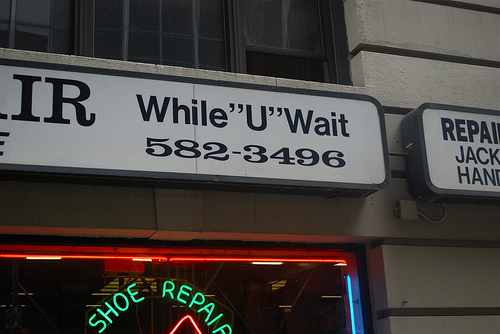 IR
While"U"Wait
582-3496
REPAI
JACK
HAND
SHOE REPAIR